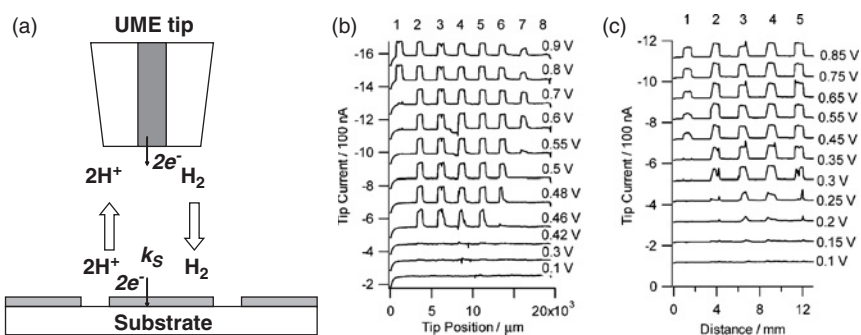 (a)
UME tip
2e-
2H+ H2
2H+ kS H2
2e-
Substrate
(b)
1 2 3 4 5 6 7 8
Tip Current / 100 nA
-16
-14
-12
-10
-8
-6
-4
-2
0.9 V
0.8 V
0.7 V
0.6 V
0.55 V
0.5 V
0.48 V
0.46 V
0.42 V
0.3 V
0.1 V
0 5 10 15 20x10³
Tip Position / µm
(c)
1 2 3 4 5
Tip Current / 100 nA
-12
-10
-8
-6
-4
-2
0
0.85 V
0.75 V
0.65 V
0.55 V
0.45 V
0.35 V
0.3 V
0.25 V
0.2 V
0.15 V
0.1 V
0 4 8 12
Distance / mm